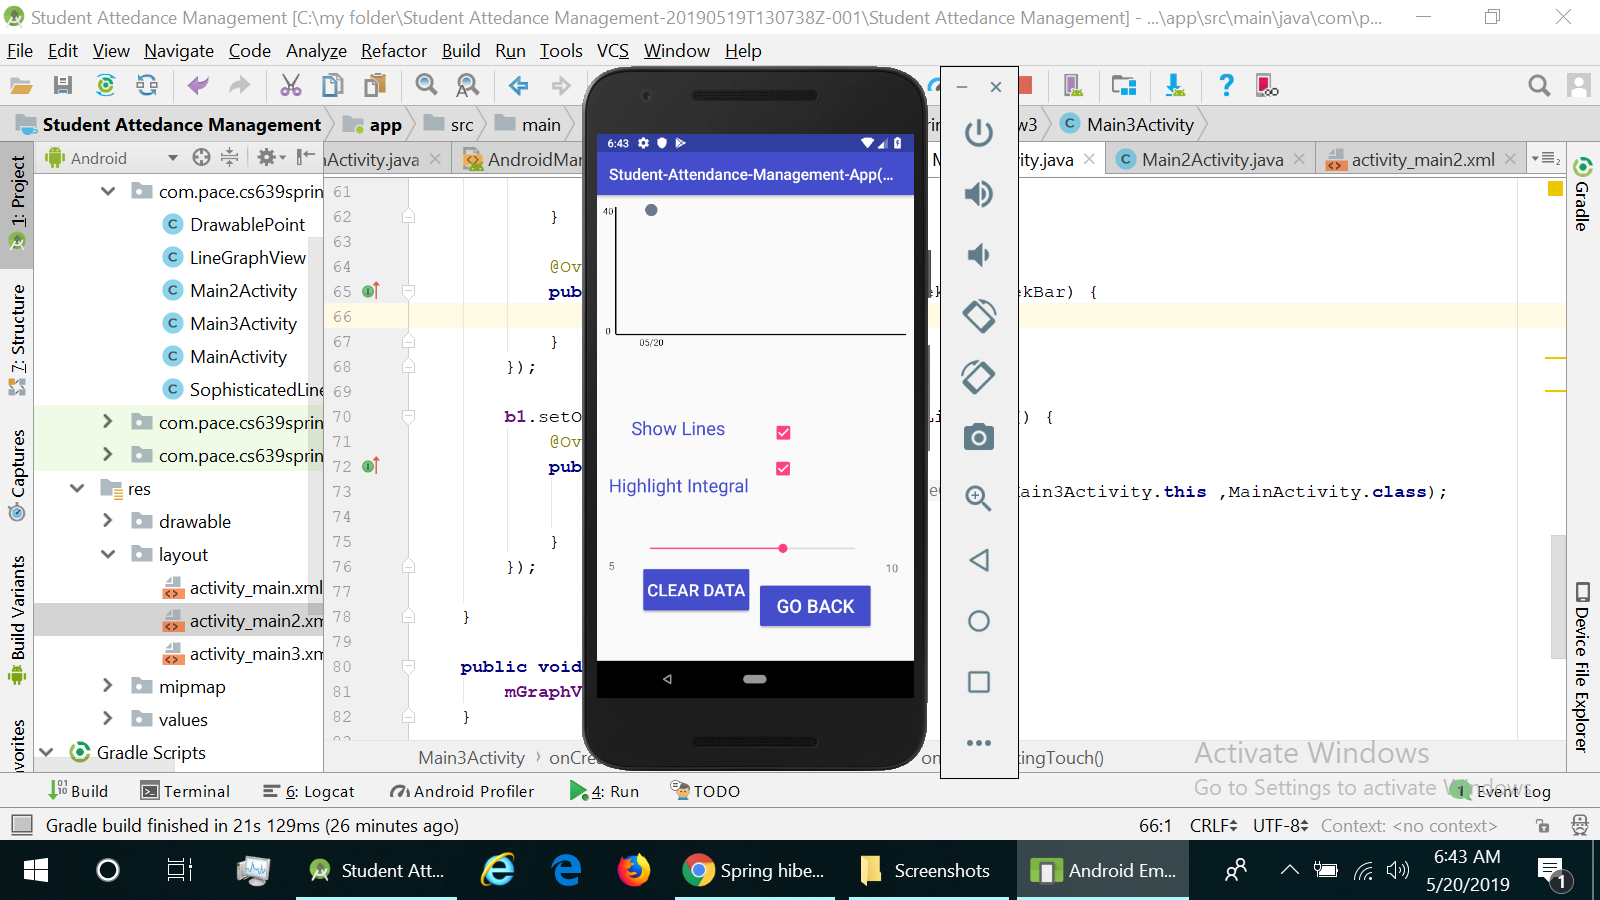 Student Attedance Management [C:\my folder\Student Attedance Management-20190519T130738Z-001\Student Attedance Management] - ...\app\src\main\java\com\p...
File Edit View Navigate Code Analyze Refactor Build Run Tools VCS Window Help
Student Attedance Management app src main w3 Main3Activity
Android
Activity.java AndroidMar ity.java Main2Activity.java activity_main2.xml
1: Project
7: Structure
Captures
Build Variants
vorites
com.pace.cs639sprin
DrawablePoint
LineGraphView
Main2Activity
Main3Activity
MainActivity
SophisticatedLine
com.pace.cs639sprin
com.pace.cs639sprin
res
drawable
layout
activity_main.xml
activity_main2.xm
activity_main3.xm
mipmap
values
Gradle Scripts
61
62 }
63
64 @Ov
65 pub ekBar) {
66
67 }
68 });
69
70 b1.setO () {
71 @Ov
72 pub
73 Main3Activity.this ,MainActivity.class);
74
75 }
76 });
77
78 }
79
80 public void
81 mGraphV
82 }
Main3Activity onCre kingTouch()
6:43
Student-Attendance-Management-App(...
40
0
05/20
Show Lines
Highlight Integral
5 10
CLEAR DATA
GO BACK
Gradle
Device File Explorer
Activate Windows
Go to Settings to activate Windows.
Build Terminal 6: Logcat Android Profiler 4: Run TODO 1 Event Log
Gradle build finished in 21s 129ms (26 minutes ago) 66:1 CRLF UTF-8 Context: <no context>
Student Att... Spring hibe... Screenshots Android Em...
6:43 AM
5/20/2019
1